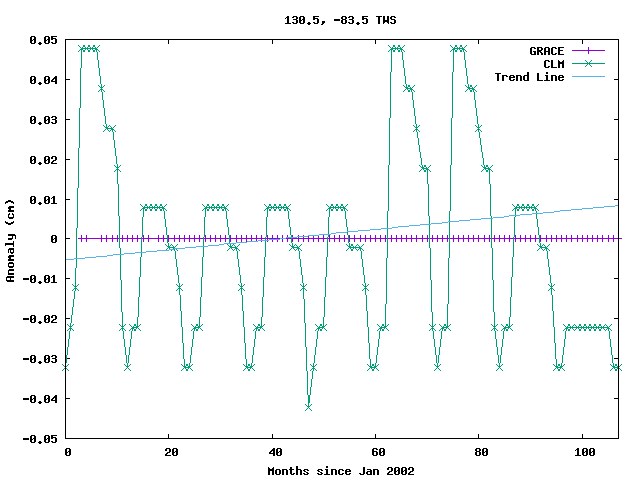 130.5, -83.5 TWS
GRACE
CLM
Trend Line
0.05
0.04
0.03
0.02
0.01
0
-0.01
-0.02
-0.03
-0.04
-0.05
Anomaly (cm)
0 20 40 60 80 100
Months since Jan 2002